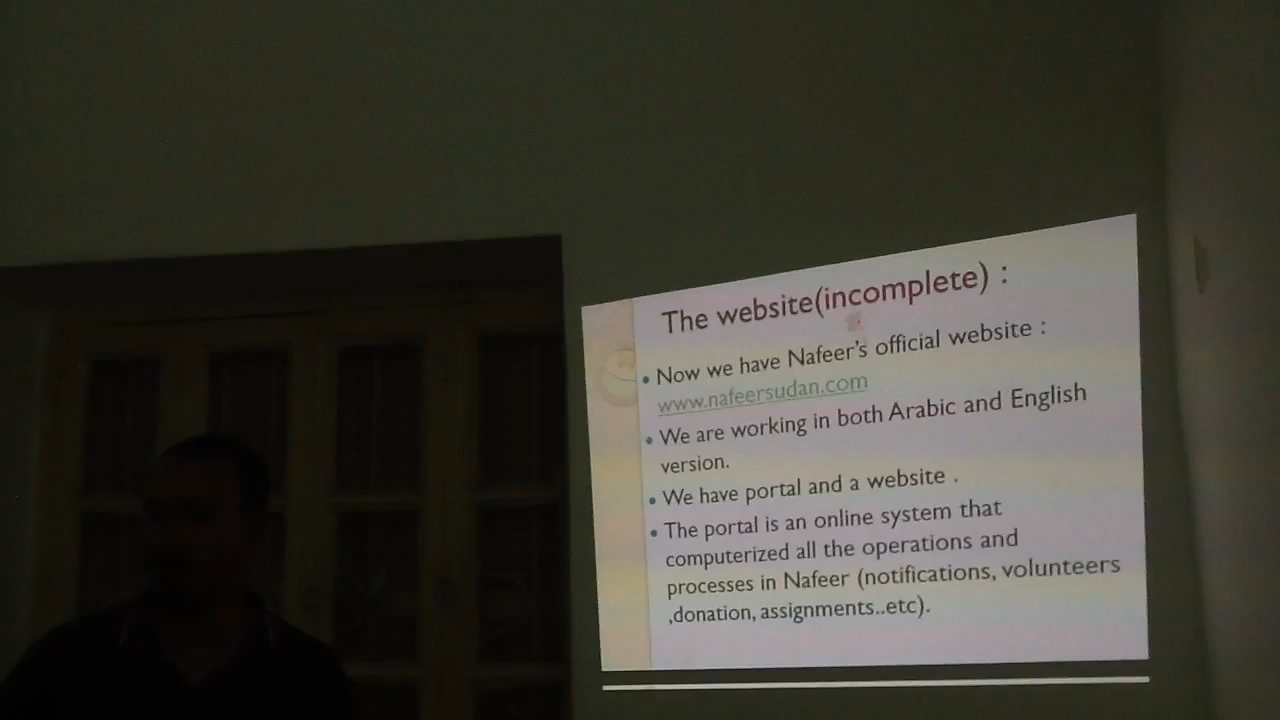 The website(incomplete) :
• Now we have Nafeer's official website :
www.nafeersudan.com
• We are working in both Arabic and English
version.
• We have portal and a website .
• The portal is an online system that
computerized all the operations and
processes in Nafeer (notifications, volunteers
,donation, assignments..etc).